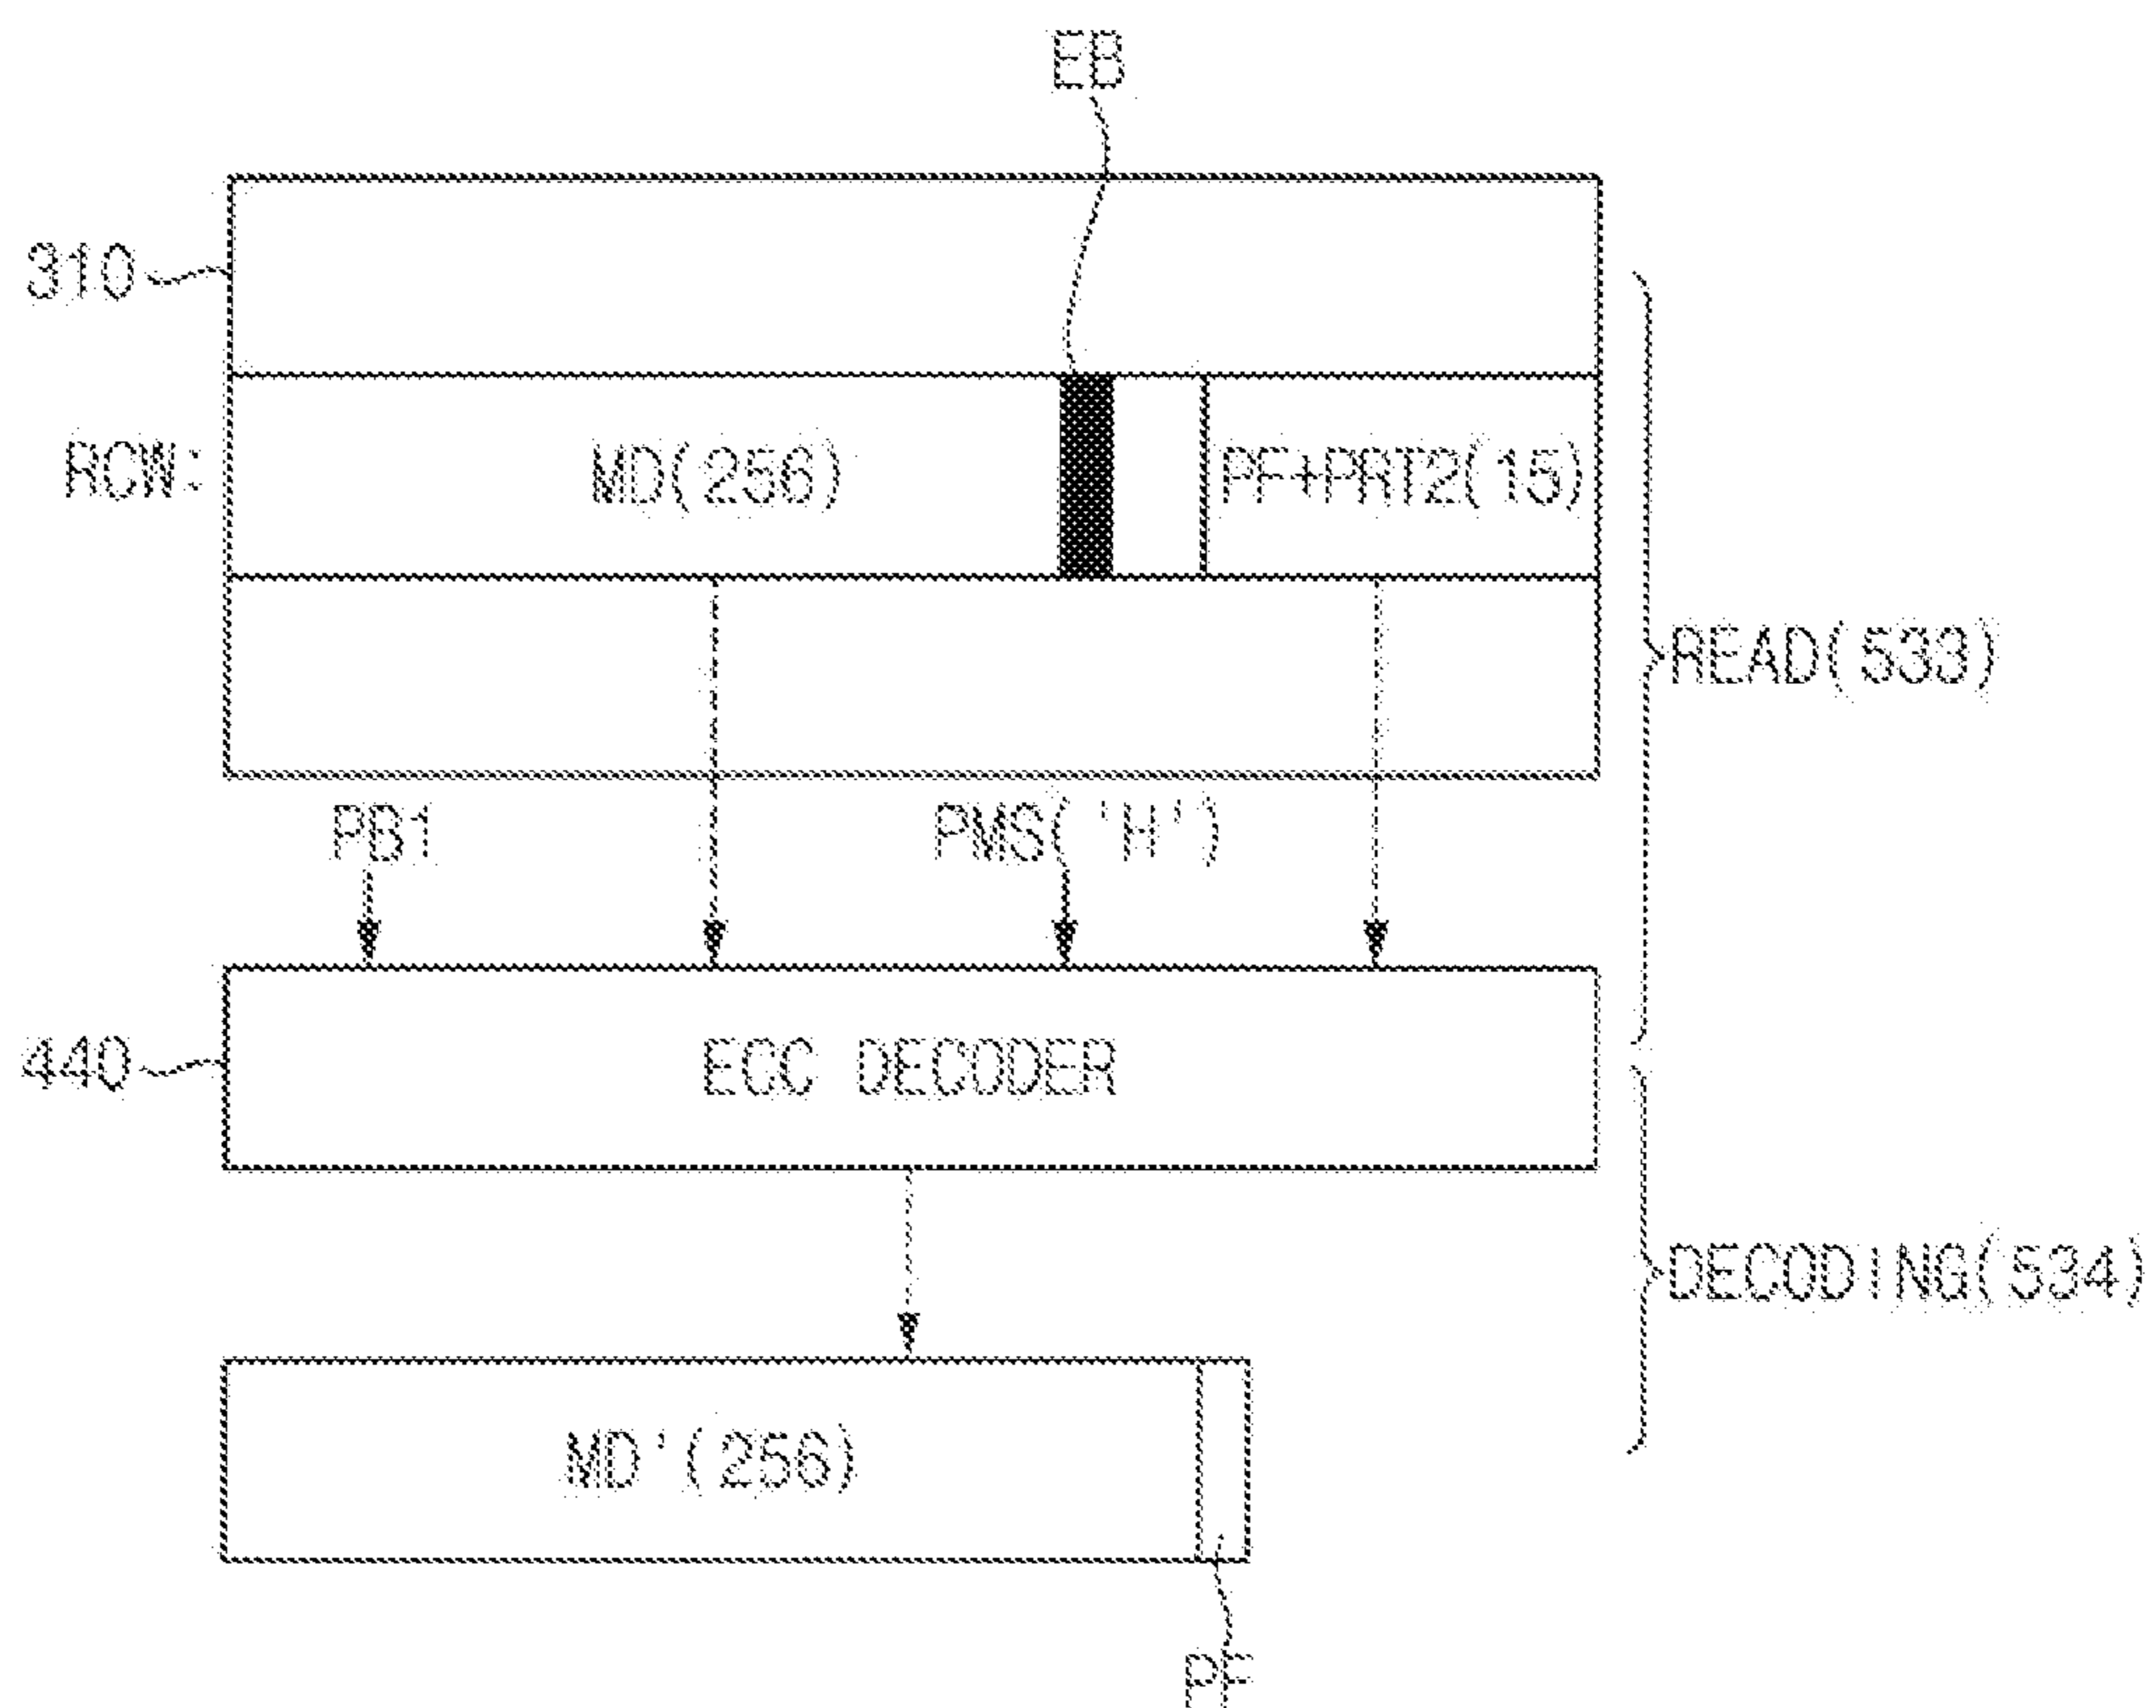 EB
310
RCW: MD(256) PF+PRT2(15)
READ(533)
PB1 PMS('H')
440 ECC DECODER
DECODING(534)
MD'(256)
PF